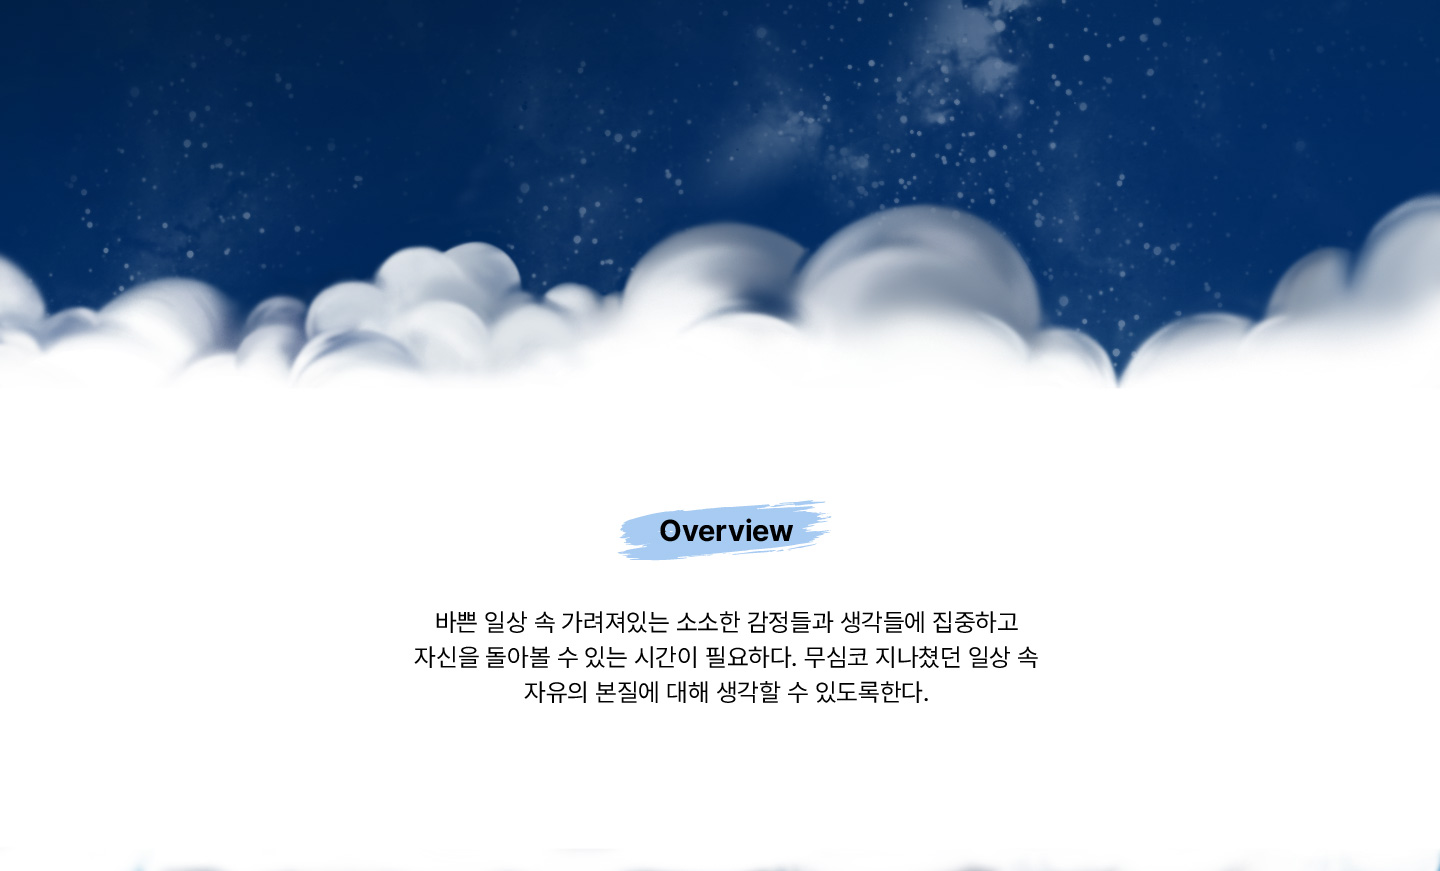 Overview
바쁜 일상 속 가려져있는 소소한 감정들과 생각들에 집중하고
자신을 돌아볼 수 있는 시간이 필요하다. 무심코 지나쳤던 일상 속
자유의 본질에 대해 생각할 수 있도록한다.